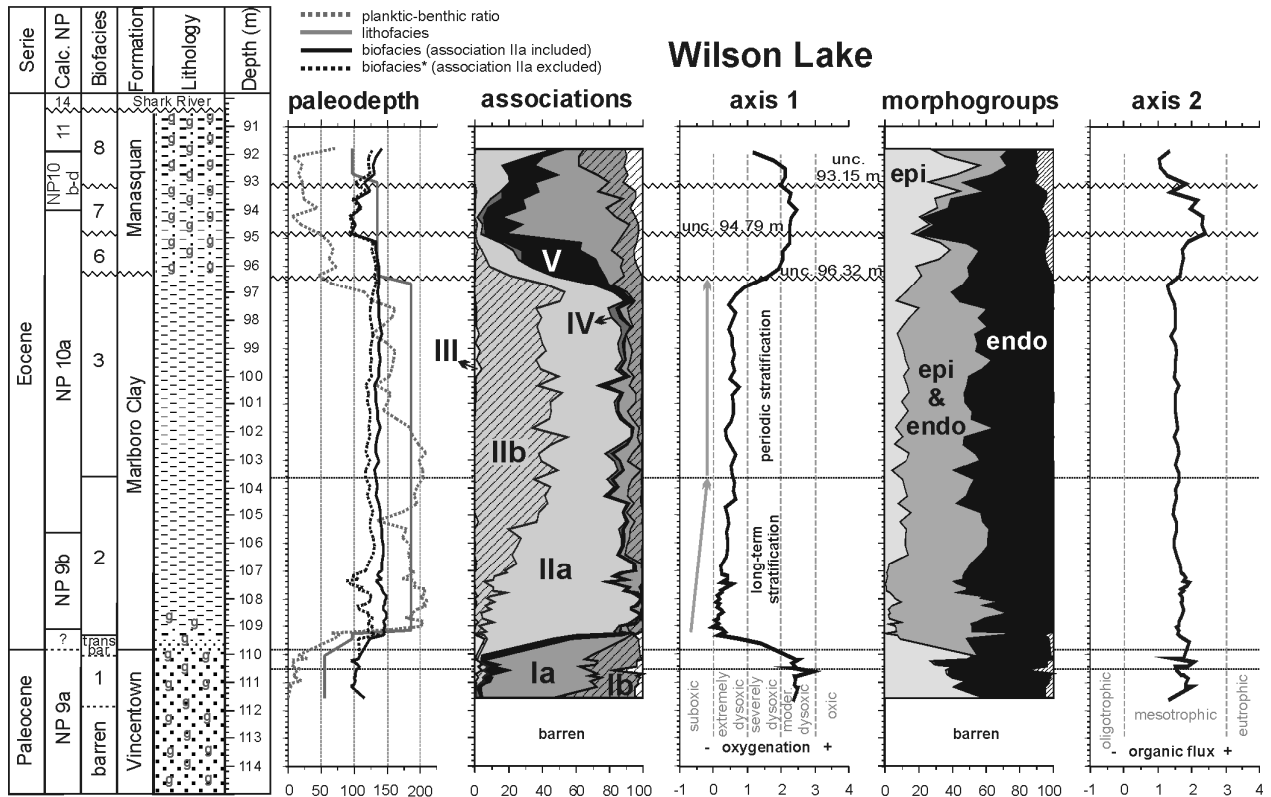 planktic-benthic ratio
lithofacies
biofacies (association IIa included)
biofacies* (association IIa excluded)
Wilson Lake
Serie
Calc. NP
Biofacies
Formation
Lithology
Depth (m)
paleodepth
associations
axis 1
morphogroups
axis 2
Eocene
Paleocene
14
11
NP10 b-d
NP 10a
NP 9b
?
NP 9a
8
7
6
3
2
trans
par.
1
barren
Shark River
Manasquan
Marlboro Clay
Vincentown
g g g g g g g g g g g g
91
92
93
94
95
96
97
98
99
100
101
102
103
104
105
106
107
108
109
110
111
112
113
114
V
IV
III
IIb
IIa
Ia
Ib
barren
unc.
93.15 m
unc. 94.79 m
unc. 96.32 m
periodic stratification
long-term
stratification
suboxic
extremely
dysoxic
severely
dysoxic
moder.
dysoxic
oxic
- oxygenation +
epi
epi
&
endo
endo
barren
oligotrophic
mesotrophic
eutrophic
- organic flux +
0 50 100 150 200
0 20 40 60 80 100
-1 0 1 2 3 4
0 20 40 60 80 100
-1 0 1 2 3 4